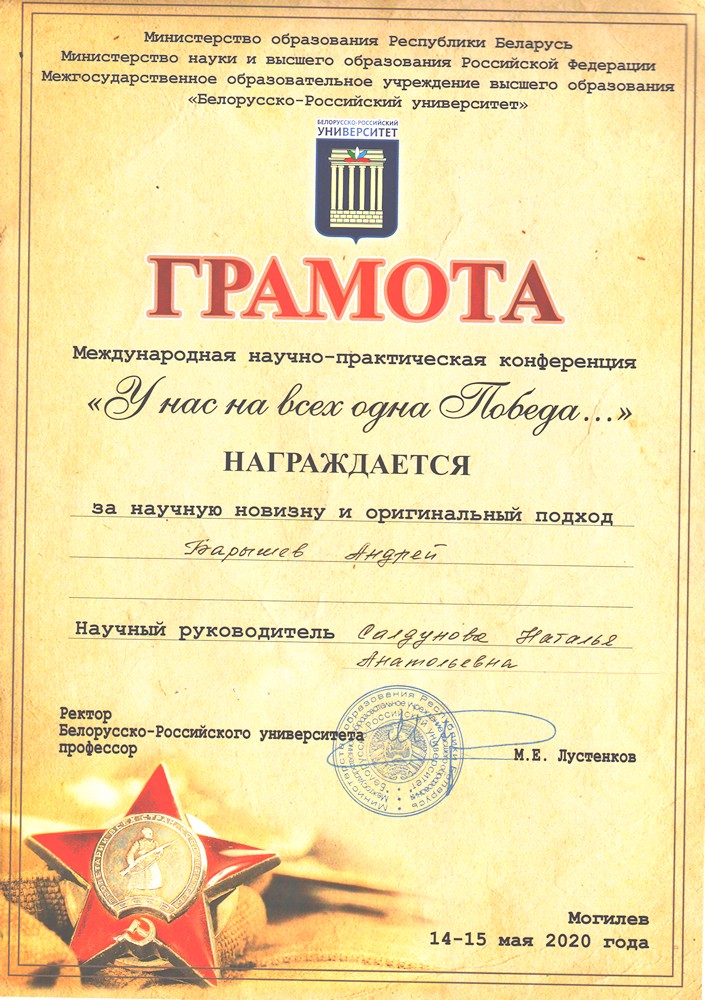 Министерство образования Республики Беларусь
Министерство науки и высшего образования Российской Федерации
Межгосударственное образовательное учреждение высшего образования
«Белорусско-Российский университет»
БЕЛОРУССКО-РОССИЙСКИЙ
УНИВЕРСИТЕТ
ГРАМОТА
Международная научно-практическая конференция
«У нас на всех одна Победа...»
НАГРАЖДАЕТСЯ
за научную новизну и оригинальный подход
Барышев Андрей
Научный руководитель Салдунова Наталья
Анатольевна
Ректор
Белорусско-Российского университета
профессор
М.Е. Лустенков
Могилев
14-15 мая 2020 года